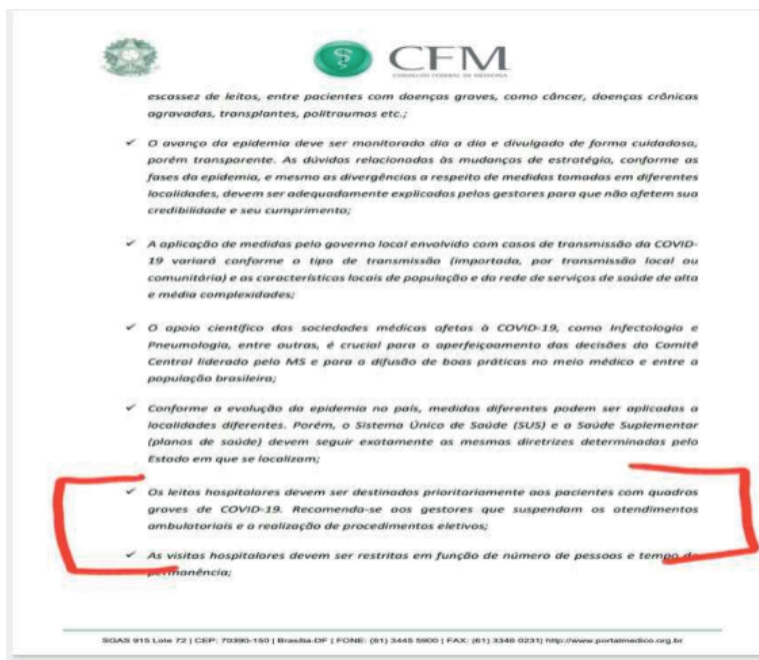 CFM
CONSELHO FEDERAL DE MEDICINA
escassez de leitos, entre pacientes com doenças graves, como câncer, doenças crônicas
agravadas, transplantes, politraumas etc.;
✓ O avanço da epidemia deve ser monitorado dia a dia e divulgado de forma cuidadosa,
porém transparente. As dúvidas relacionadas às mudanças de estratégia, conforme as
fases da epidemia, e mesmo as divergências a respeito de medidas tomadas em diferentes
localidades, devem ser adequadamente explicadas pelos gestores para que não afetem sua
credibilidade e seu cumprimento;
✓ A aplicação de medidas pelo governo local envolvido com casos de transmissão da COVID-
19 variará conforme o tipo de transmissão (importada, por transmissão local ou
comunitária) e as características locais de população e da rede de serviços de saúde de alta
e média complexidades;
✓ O apoio científico das sociedades médicas afetas à COVID-19, como Infectologia e
Pneumologia, entre outras, é crucial para o aperfeiçoamento das decisões do Comitê
Central liderado pelo MS e para a difusão de boas práticas no meio médico e entre a
população brasileira;
✓ Conforme a evolução da epidemia no país, medidas diferentes podem ser aplicadas a
localidades diferentes. Porém, o Sistema Único de Saúde (SUS) e a Saúde Suplementar
(planos de saúde) devem seguir exatamente as mesmas diretrizes determinadas pelo
Estado em que se localizam;
✓ Os leitos hospitalares devem ser destinados prioritariamente aos pacientes com quadros
graves de COVID-19. Recomenda-se aos gestores que suspendam os atendimentos
ambulatoriais e a realização de procedimentos eletivos;
✓ As visitas hospitalares devem ser restritas em função de número de pessoas e tempo de
permanência;
SGAS 915 Lote 72 | CEP: 70390-150 | Brasília-DF | FONE: (61) 3445 5900 | FAX: (61) 3346 0231| http://www.portalmedico.org.br